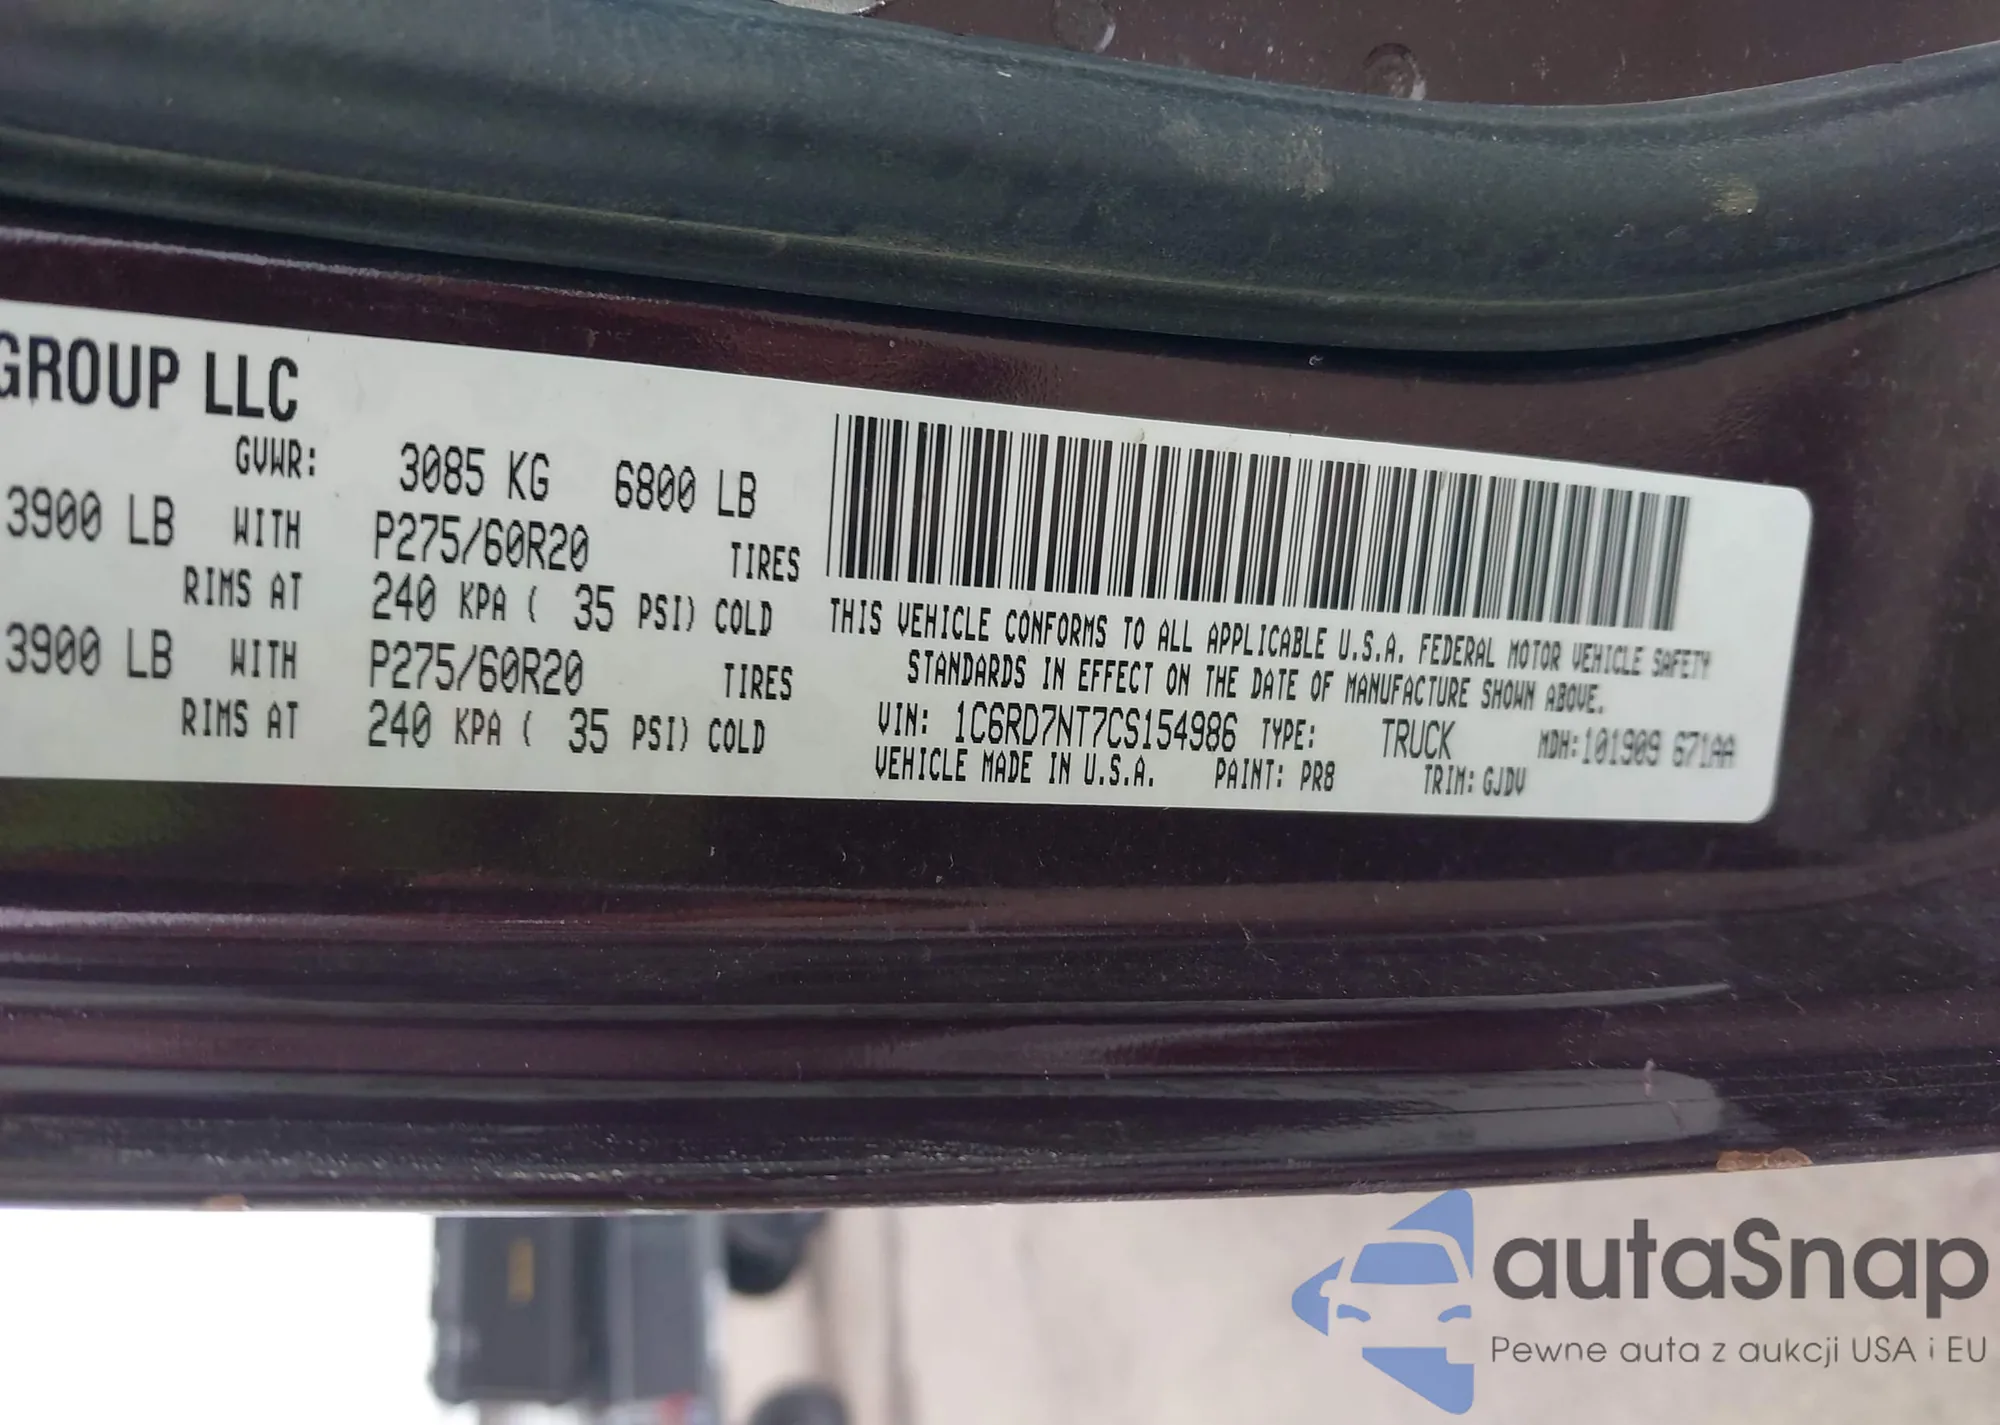 GROUP LLC
GVWR: 3085 KG 6800 LB
3900 LB WITH P275/60R20 TIRES
RIMS AT 240 KPA ( 35 PSI) COLD
3900 LB WITH P275/60R20 TIRES
RIMS AT 240 KPA ( 35 PSI) COLD
THIS VEHICLE CONFORMS TO ALL APPLICABLE U.S.A. FEDERAL MOTOR VEHICLE SAFETY
STANDARDS IN EFFECT ON THE DATE OF MANUFACTURE SHOWN ABOVE.
VIN: 1C6RD7NT7CS154986 TYPE: TRUCK MDH:101909 671AA
VEHICLE MADE IN U.S.A. PAINT: PR8 TRIM: GJDV
autaSnap
Pewne auta z aukcji USA i EU